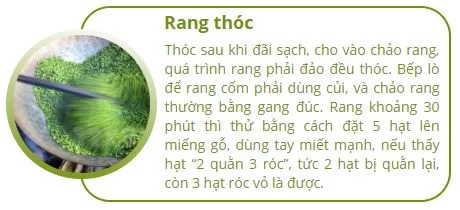 Rang thóc
Thóc sau khi đãi sạch, cho vào chảo rang,
quá trình rang phải đảo đều thóc. Bếp lò
để rang cốm phải dùng củi, và chảo rang
thường bằng gang đúc. Rang khoảng 30
phút thì thử bằng cách đặt 5 hạt lên
miếng gỗ, dùng tay miết mạnh, nếu thấy
hạt “2 quằn 3 róc”, tức 2 hạt bị quằn lại,
còn 3 hạt róc vỏ là được.